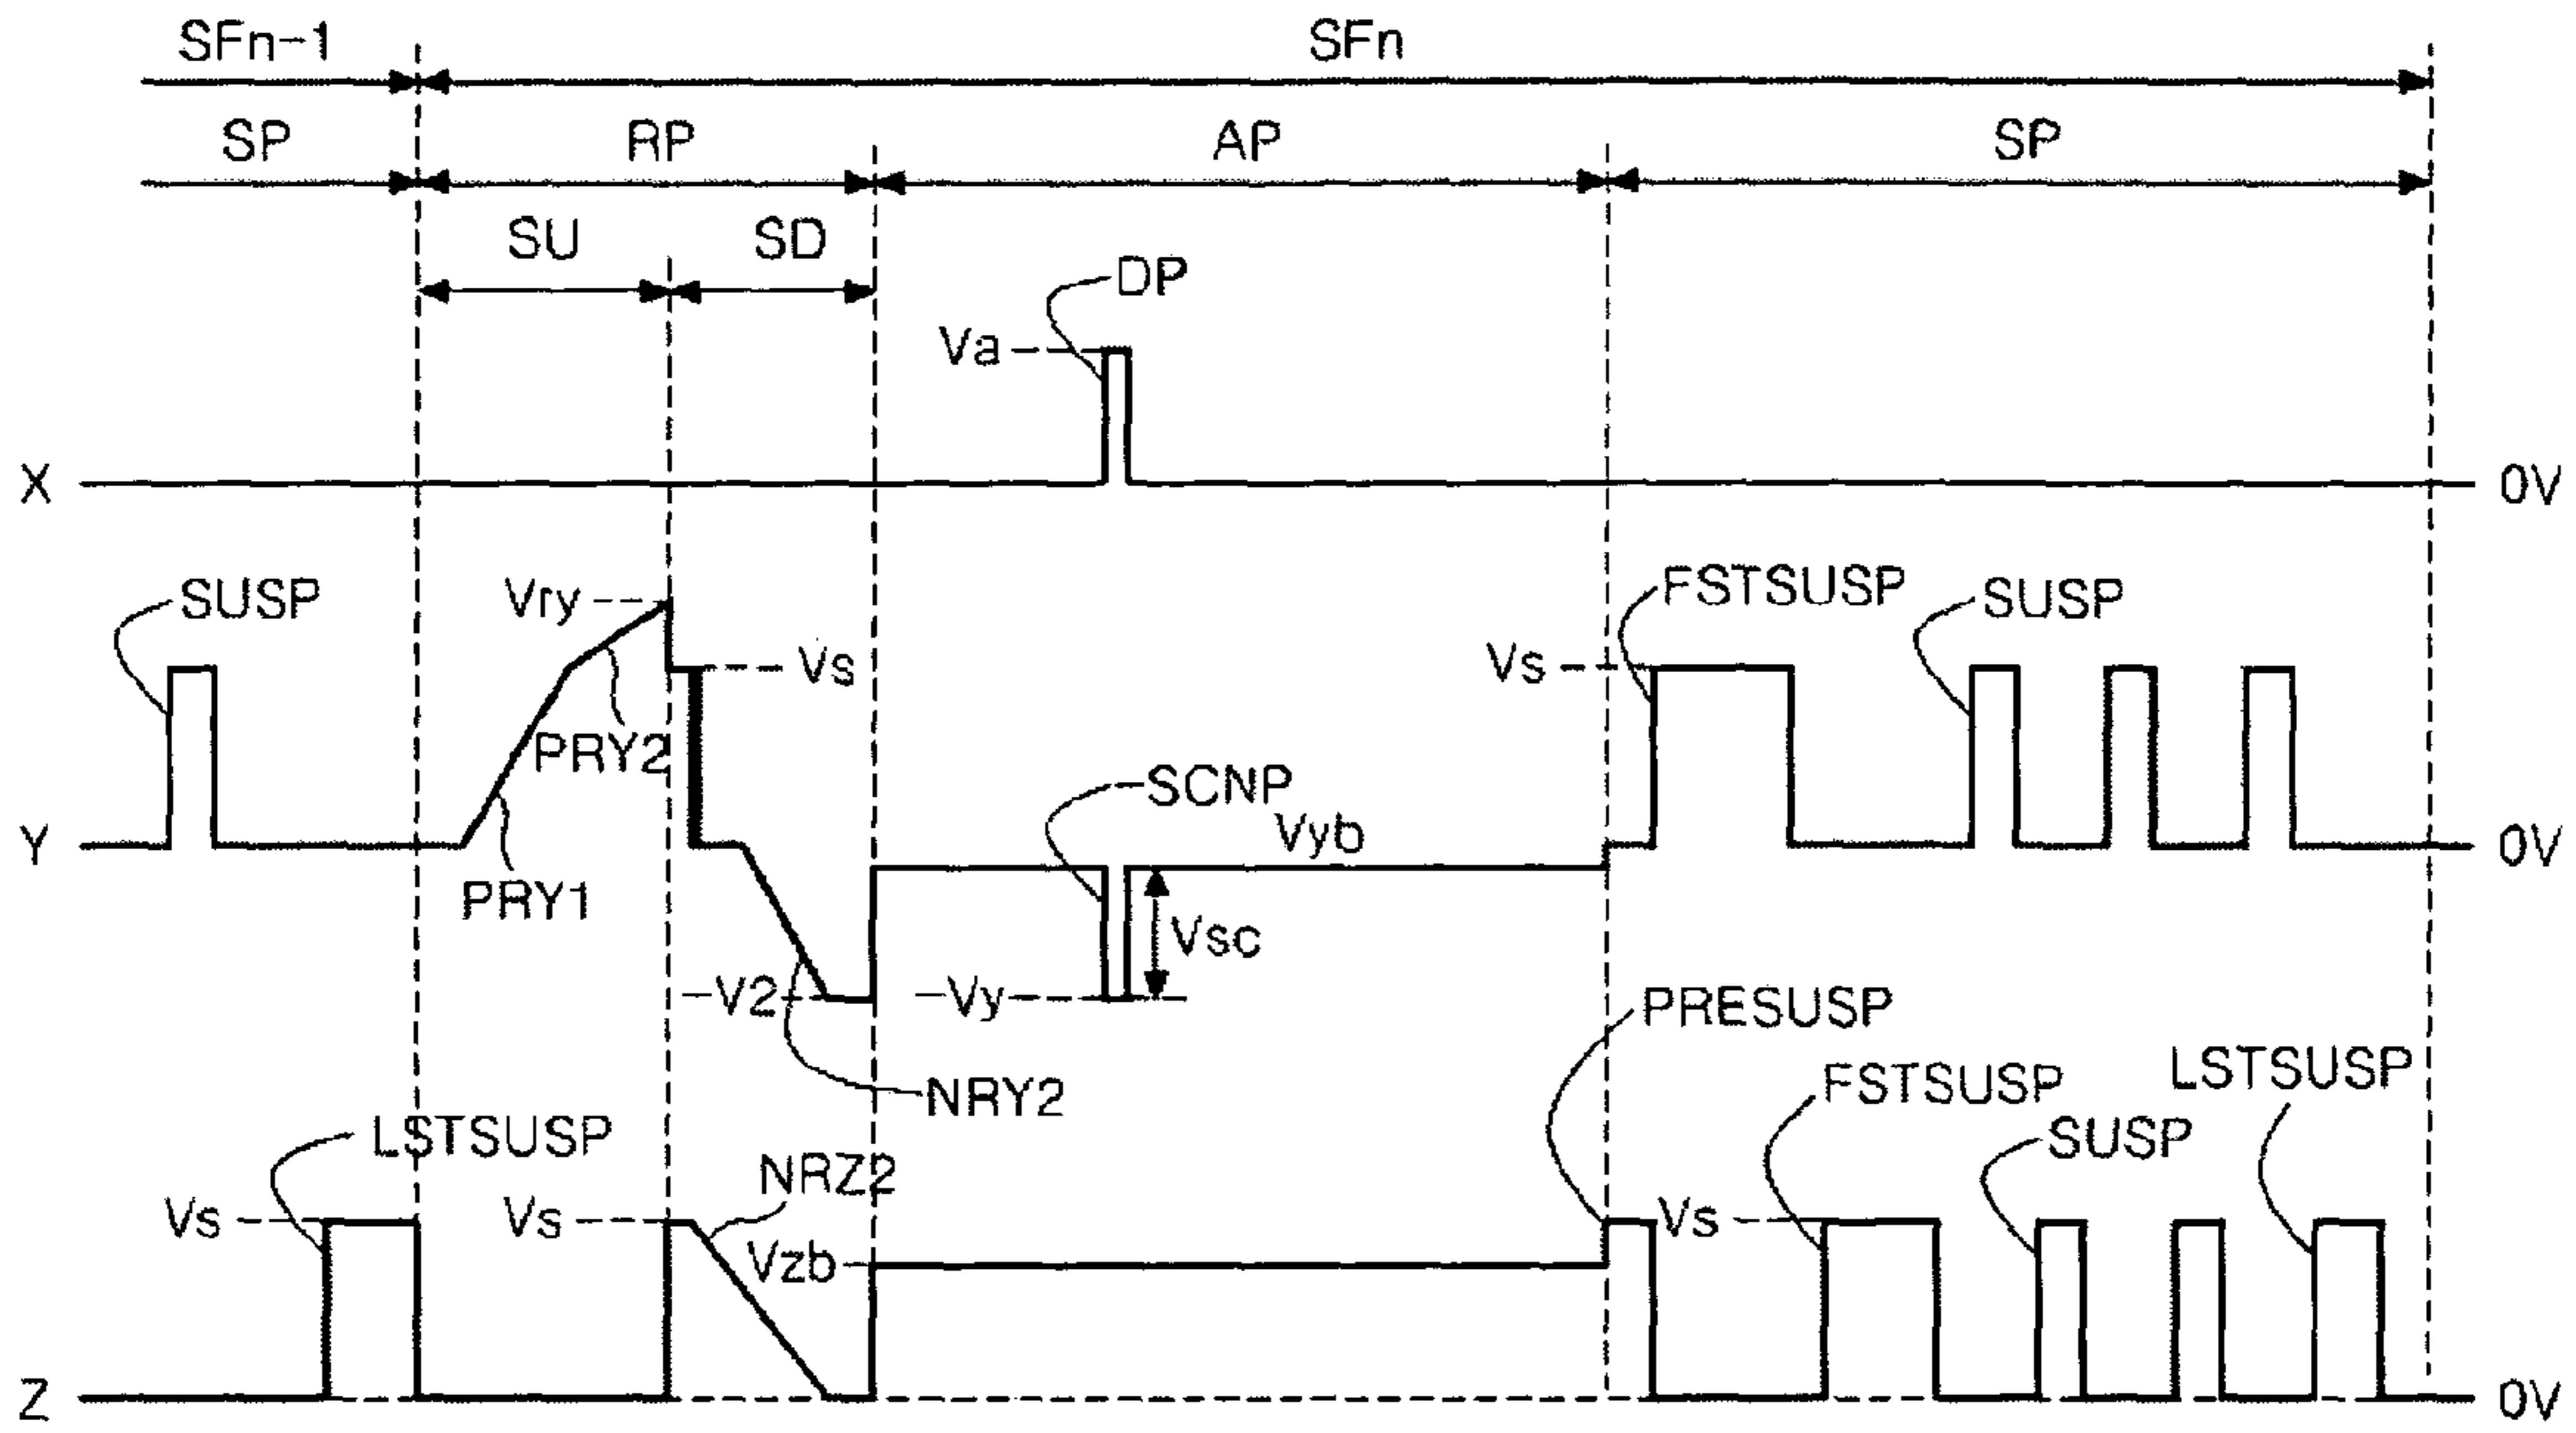 SFn-1 SFn
SP RP AP SP
SU SD
DP
Va
X 0V
SUSP Vry FSTSUSP SUSP
Vs Vs
PRY2
SCNP
Vyb
Y 0V
PRY1
Vsc
-V2 -Vy
PRESUSP
NRY2 FSTSUSP LSTSUSP
LSTSUSP SUSP
NRZ2
Vs Vs Vs
Vzb
Z 0V